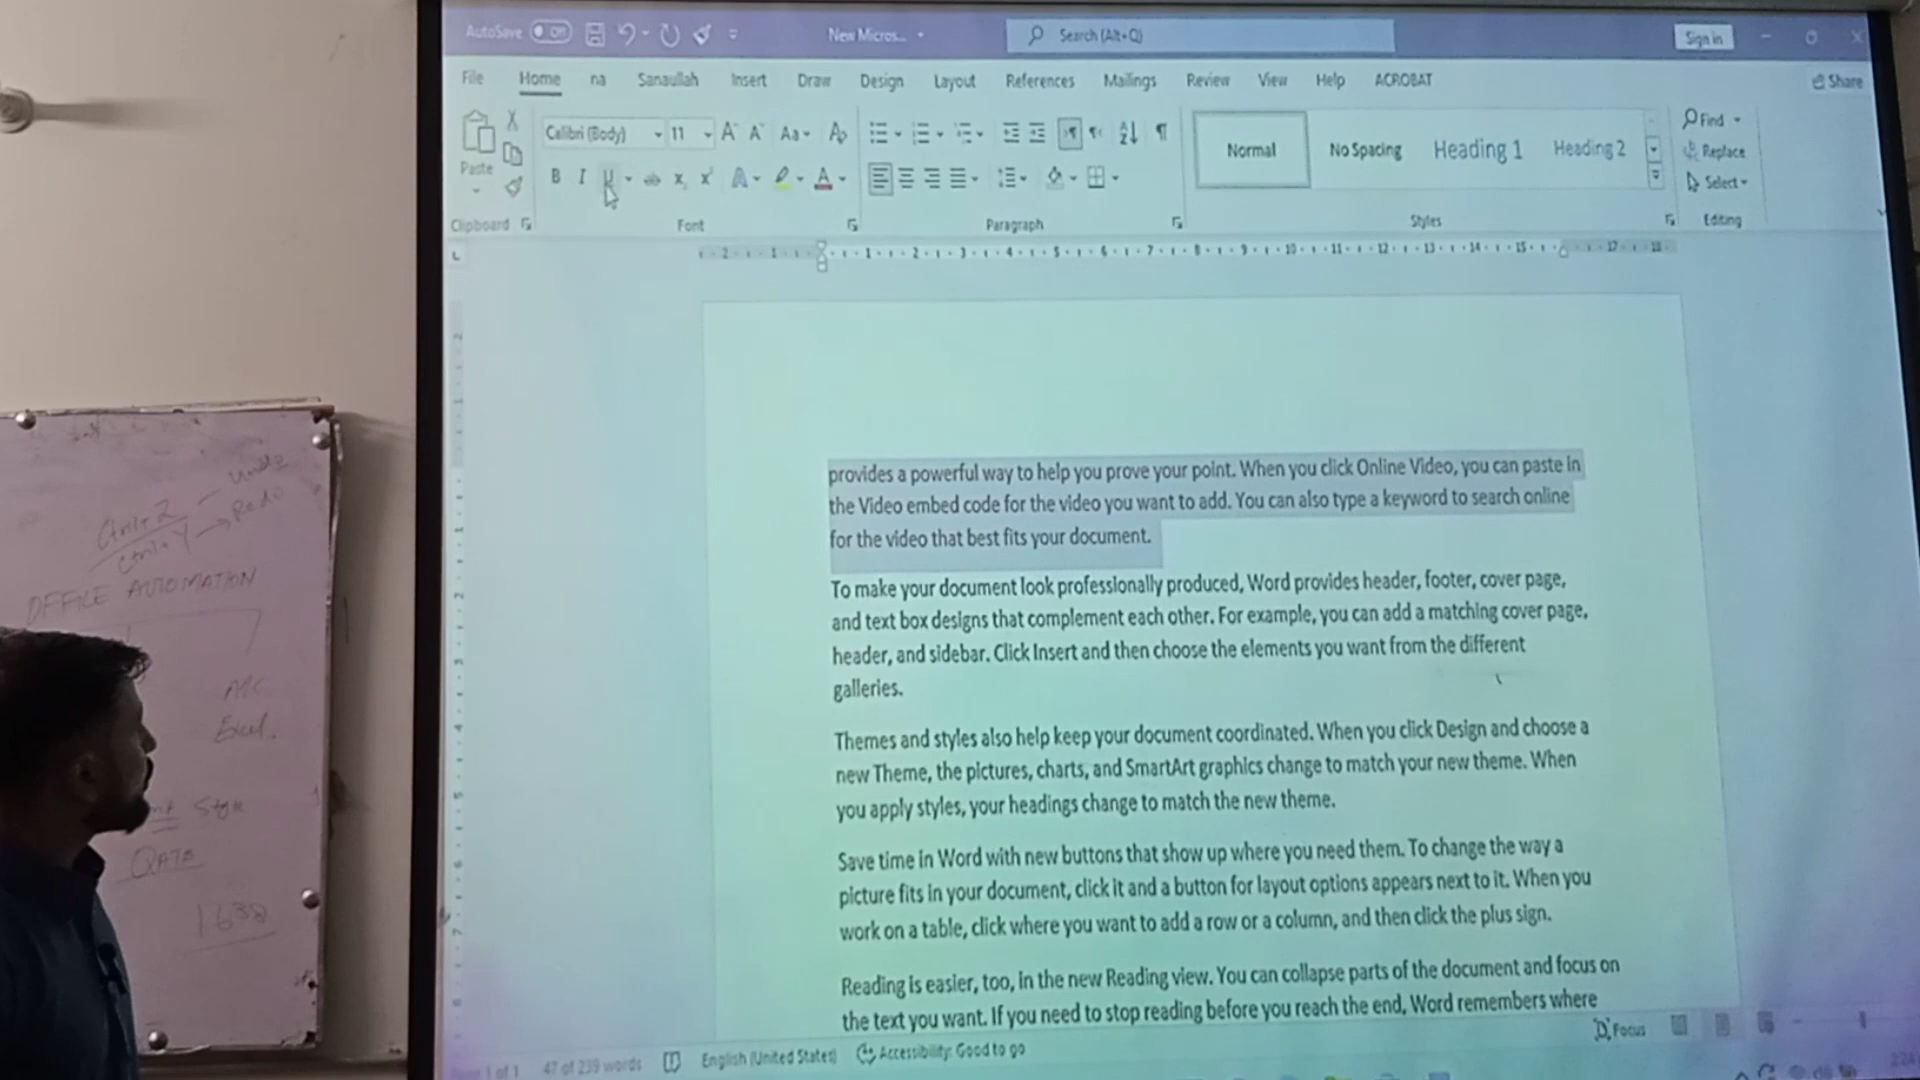 AutoSave Off New Micros... Search (Alt+Q) Sign in
File Home na Sanaullah Insert Draw Design Layout References Mailings Review View Help ACROBAT Share
Paste Calibri (Body) 11 Aa Normal No Spacing Heading 1 Heading 2 Find
Replace
B I U Select
Clipboard Font Paragraph Styles Editing
provides a powerful way to help you prove your point. When you click Online Video, you can paste in
the Video embed code for the video you want to add. You can also type a keyword to search online
for the video that best fits your document.
To make your document look professionally produced, Word provides header, footer, cover page,
and text box designs that complement each other. For example, you can add a matching cover page,
header, and sidebar. Click Insert and then choose the elements you want from the different
galleries.
Themes and styles also help keep your document coordinated. When you click Design and choose a
new Theme, the pictures, charts, and SmartArt graphics change to match your new theme. When
you apply styles, your headings change to match the new theme.
Save time in Word with new buttons that show up where you need them. To change the way a
picture fits in your document, click it and a button for layout options appears next to it. When you
work on a table, click where you want to add a row or a column, and then click the plus sign.
Reading is easier, too, in the new Reading view. You can collapse parts of the document and focus on
the text you want. If you need to stop reading before you reach the end, Word remembers where
1 of 1 47 of 239 words English (United States) Accessibility: Good to go Focus
Ctrl+Z Undo
Ctrl+Y Redo
OFFICE AUTOMATION
Excel.
Style